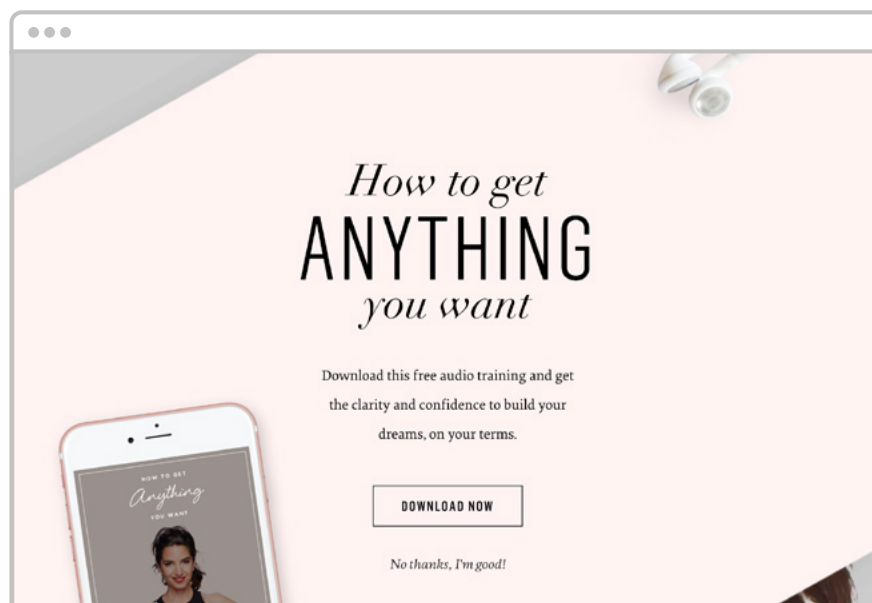 How to get
ANYTHING
you want
Download this free audio training and get
the clarity and confidence to build your
dreams, on your terms.
DOWNLOAD NOW
No thanks, I'm good!
HOW TO GET
Anything
YOU WANT